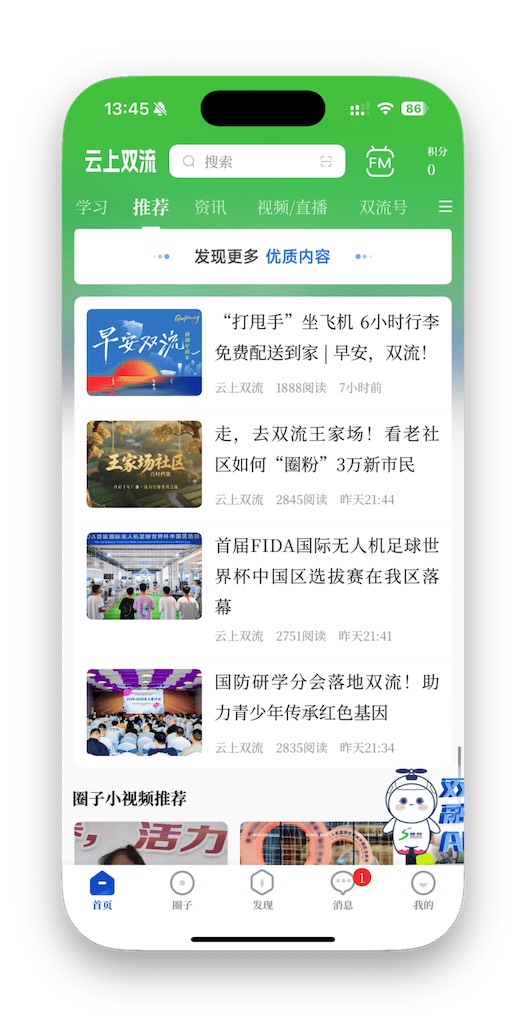 13:45
86
云上双流
搜索
FM
积分
0
学习 推荐 资讯 视频/直播 双流号
发现更多 优质内容
早安双流
“打甩手”坐飞机 6小时行李
免费配送到家 | 早安，双流！
云上双流 1888阅读 7小时前
王家场社区
走，去双流王家场！看老社
区如何“圈粉”3万新市民
云上双流 2845阅读 昨天21:44
首届FIDA国际无人机足球世
界杯中国区选拔赛在我区落
幕
云上双流 2751阅读 昨天21:41
国防研学分会落地双流！助
力青少年传承红色基因
云上双流 2835阅读 昨天21:34
圈子小视频推荐
活力
首页
圈子
发现
1
消息
我的